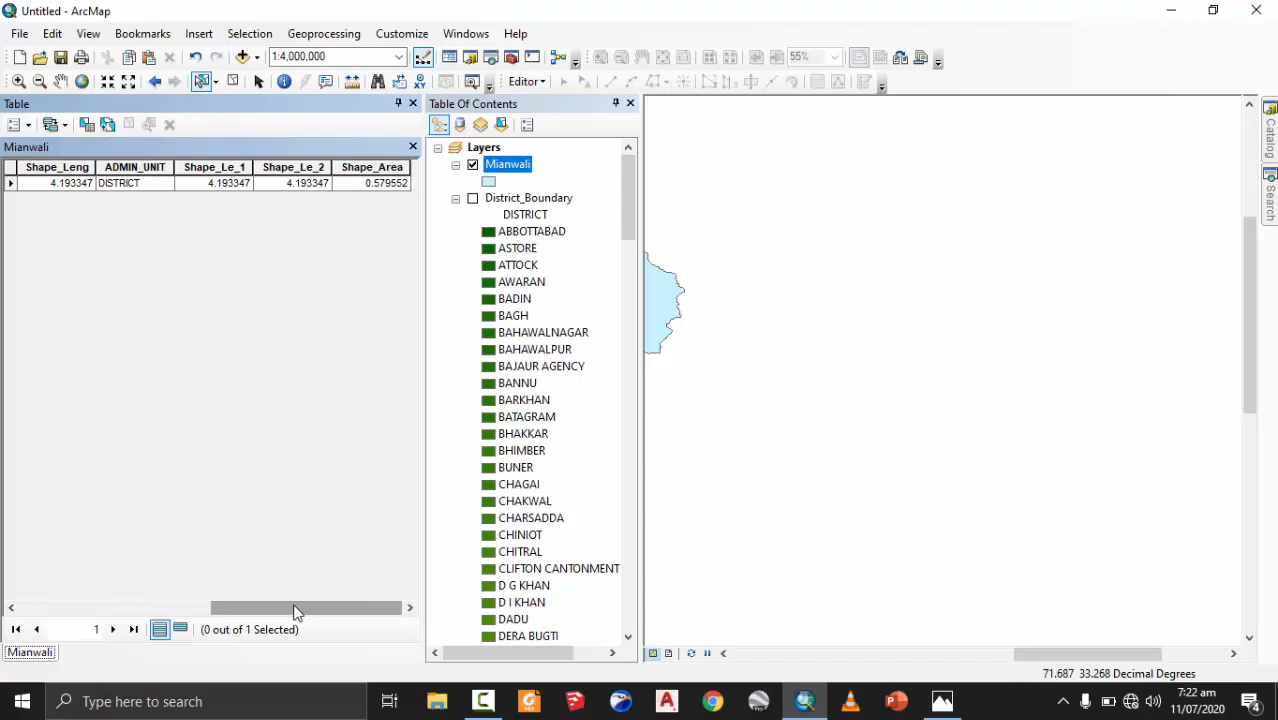 Untitled - ArcMap
File Edit View Bookmarks Insert Selection Geoprocessing Customize Windows Help
1:4,000,000
55%
Editor
Table
Mianwali
Shape_Leng ADMIN_UNIT Shape_Le_1 Shape_Le_2 Shape_Area
4.193347 DISTRICT 4.193347 4.193347 0.579552
1 (0 out of 1 Selected)
Mianwali
Table Of Contents
Layers
Mianwali
District_Boundary
DISTRICT
ABBOTTABAD
ASTORE
ATTOCK
AWARAN
BADIN
BAGH
BAHAWALNAGAR
BAHAWALPUR
BAJAUR AGENCY
BANNU
BARKHAN
BATAGRAM
BHAKKAR
BHIMBER
BUNER
CHAGAI
CHAKWAL
CHARSADDA
CHINIOT
CHITRAL
CLIFTON CANTONMENT
D G KHAN
D I KHAN
DADU
DERA BUGTI
Catalog
Search
71.687 33.268 Decimal Degrees
Type here to search
7:22 am
11/07/2020
4